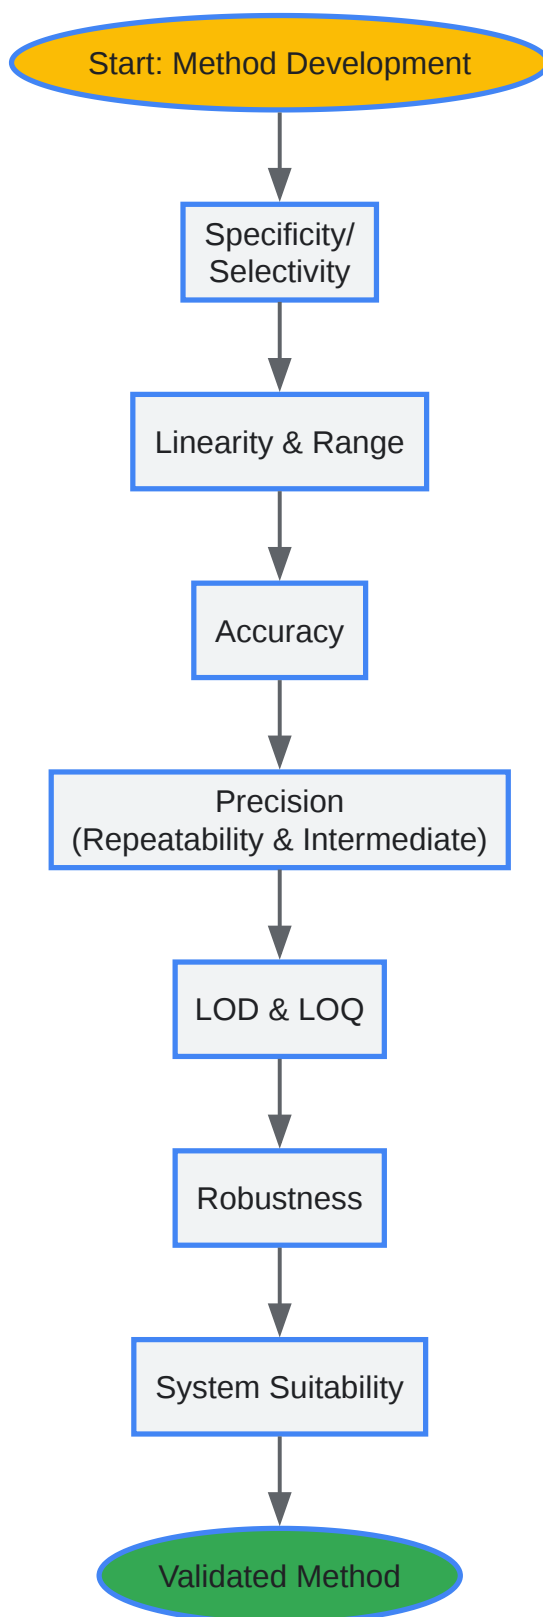 Start: Method Development
Specificity/
Selectivity
Linearity & Range
Accuracy
Precision
(Repeatability & Intermediate)
LOD & LOQ
Robustness
System Suitability
Validated Method